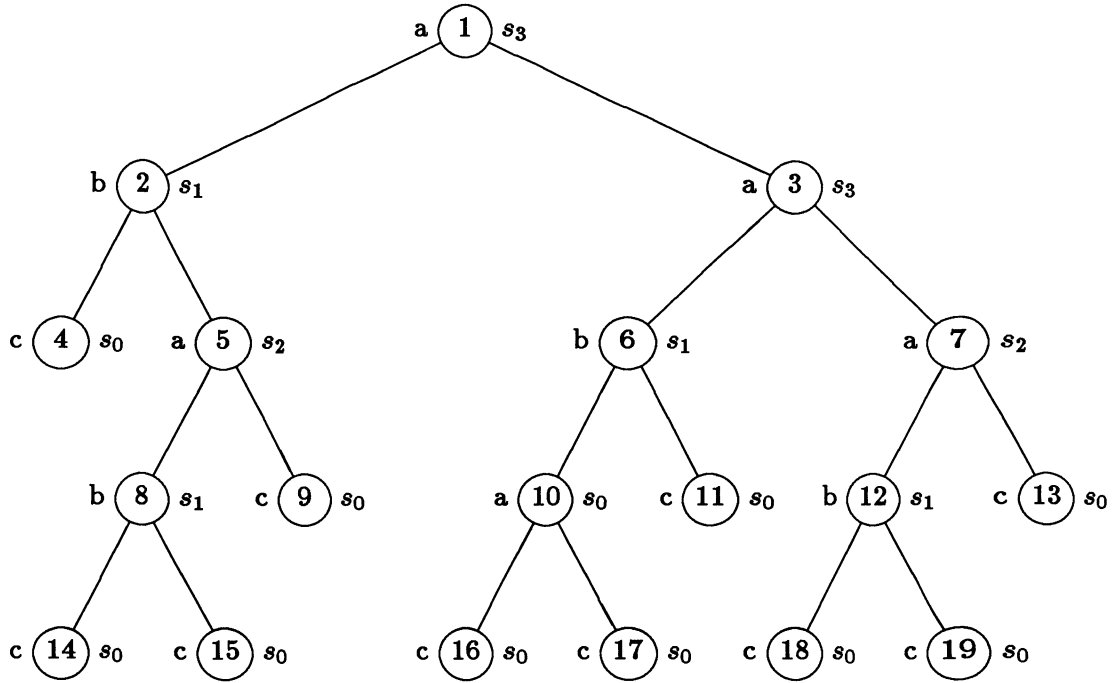 a 1 s₃
b 2 s₁ a 3 s₃
c 4 s₀ a 5 s₂ b 6 s₁ a 7 s₂
b 8 s₁ c 9 s₀ a 10 s₀ c 11 s₀ b 12 s₁ c 13 s₀
c 14 s₀ c 15 s₀ c 16 s₀ c 17 s₀ c 18 s₀ c 19 s₀